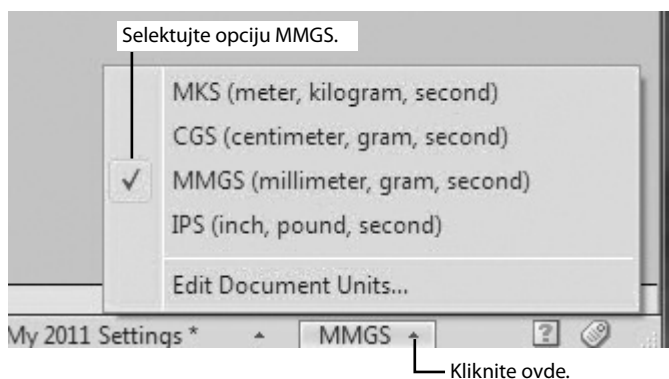 Selektujte opciju MMGS.
MKS (meter, kilogram, second)
CGS (centimeter, gram, second)
MMGS (millimeter, gram, second)
IPS (inch, pound, second)
Edit Document Units...
My 2011 Settings * MMGS ?
Kliknite ovde.